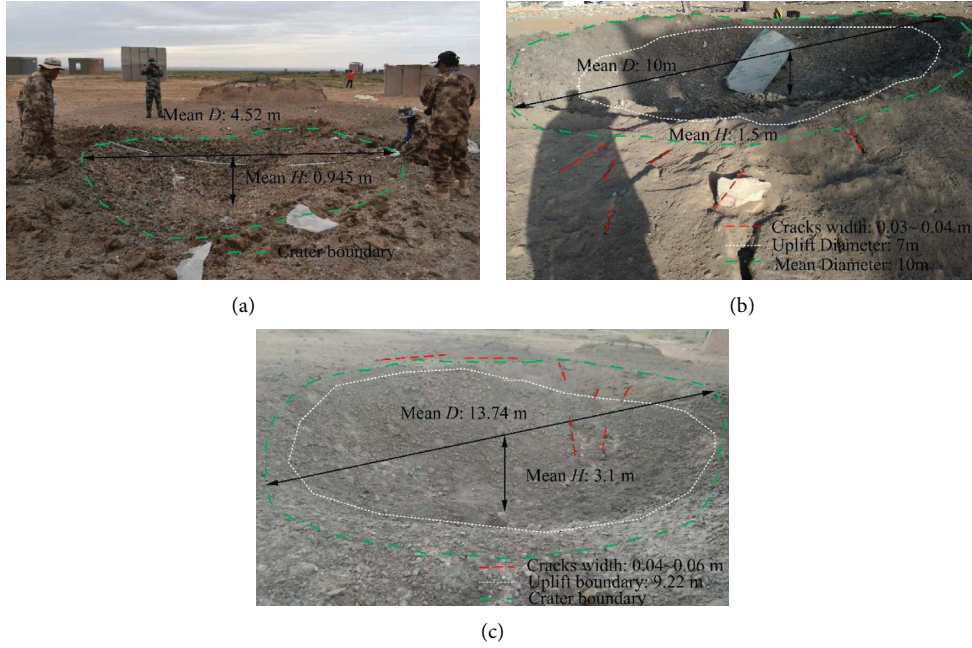 Mean D: 4.52 m
Mean H: 0.945 m
Crater boundary
(a)
Mean D: 10m
Mean H: 1.5 m
Cracks width: 0.03~ 0.04 m
Uplift Diameter: 7m
Mean Diameter: 10m
(b)
Mean D: 13.74 m
Mean H: 3.1 m
Cracks width: 0.04~0.06 m
Uplift boundary: 9.22 m
Crater boundary
(c)